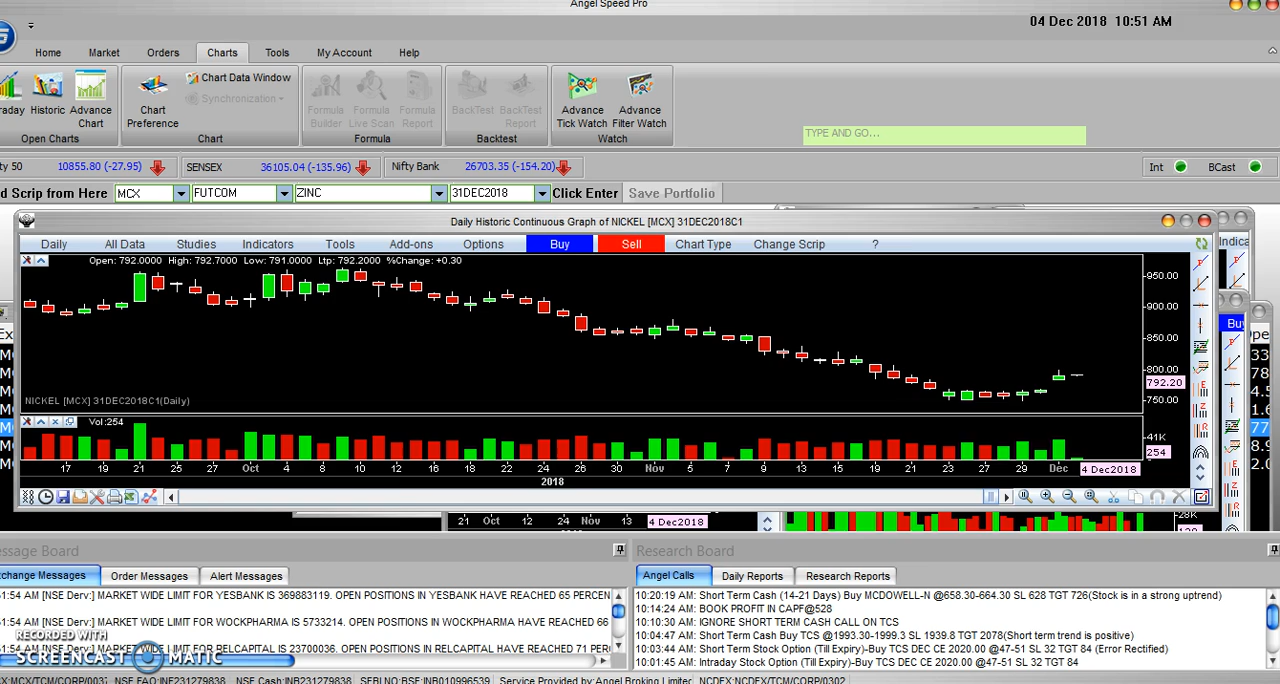 Angel Speed Pro
04 Dec 2018 10:51 AM
Home Market Orders Charts Tools My Account Help
Chart Data Window
Synchronization
raday Historic Advance Chart
Chart Preference
Formula Builder Formula Live Scan Formula Report
BackTest BackTest Report
Advance Tick Watch Advance Filter Watch
Open Charts Chart Formula Backtest Watch
TYPE AND GO...
ty 50 10855.80 (-27.95) SENSEX 36105.04 (-135.96) Nifty Bank 26703.35 (-154.20) Int BCast
d Scrip from Here MCX FUTCOM ZINC 31DEC2018 Click Enter Save Portfolio
Daily Historic Continuous Graph of NICKEL [MCX] 31DEC2018C1
Daily All Data Studies Indicators Tools Add-ons Options Buy Sell Chart Type Change Scrip ?
Indica
Open: 792.0000 High: 792.7000 Low: 791.0000 Ltp: 792.2000 %Change: +0.30
950.00
900.00
850.00
800.00
792.20
750.00
Buy
NICKEL [MCX] 31DEC2018C1(Daily)
Vol:254
41K
254
17 19 21 25 27 Oct 4 8 10 12 16 18 22 24 26 30 Nov 5 7 9 13 15 19 21 23 27 29 Dec 4 Dec2018
2018
21 Oct 12 24 Nov 13 4 Dec2018
28K
essage Board
Research Board
change Messages Order Messages Alert Messages
Angel Calls Daily Reports Research Reports
:51:54 AM [NSE Derv:] MARKET WIDE LIMIT FOR YESBANK IS 369883119. OPEN POSITIONS IN YESBANK HAVE REACHED 65 PERCEN
1:54 AM [NSE Derv:] MARKET WIDE LIMIT FOR WOCKPHARMA IS 5733214. OPEN POSITIONS IN WOCKPHARMA HAVE REACHED 66
:51:54 AM [NSE Derv:] MARKET WIDE LIMIT FOR RELCAPITAL IS 23700036. OPEN POSITIONS IN RELCAPITAL HAVE REACHED 71 PERC
10:20:19 AM: Short Term Cash (14-21 Days) Buy MCDOWELL-N @658.30-664.30 SL 628 TGT 726(Stock is in a strong uptrend)
10:14:24 AM: BOOK PROFIT IN CAPF@528
10:10:30 AM: IGNORE SHORT TERM CASH CALL ON TCS
10:04:47 AM: Short Term Cash Buy TCS @1993.30-1999.3 SL 1939.8 TGT 2078(Short term trend is positive)
10:03:44 AM: Short Term Stock Option (Till Expiry) Buy TCS DEC CE 2020.00 @47-51 SL 32 TGT 84 (Error Rectified)
10:01:45 AM: Intraday Stock Option (Till Expiry) Buy TCS DEC CE 2020.00 @47-51 SL 32 TGT 84
RECORDED WITH
SCREENCAST MATIC
NSE Cash:INB231279838 SEBI NO:BSE:INB010996539 Service Provided by:Angel Broking Limited NCDEX:NCDEX/TCM/CORP/0302